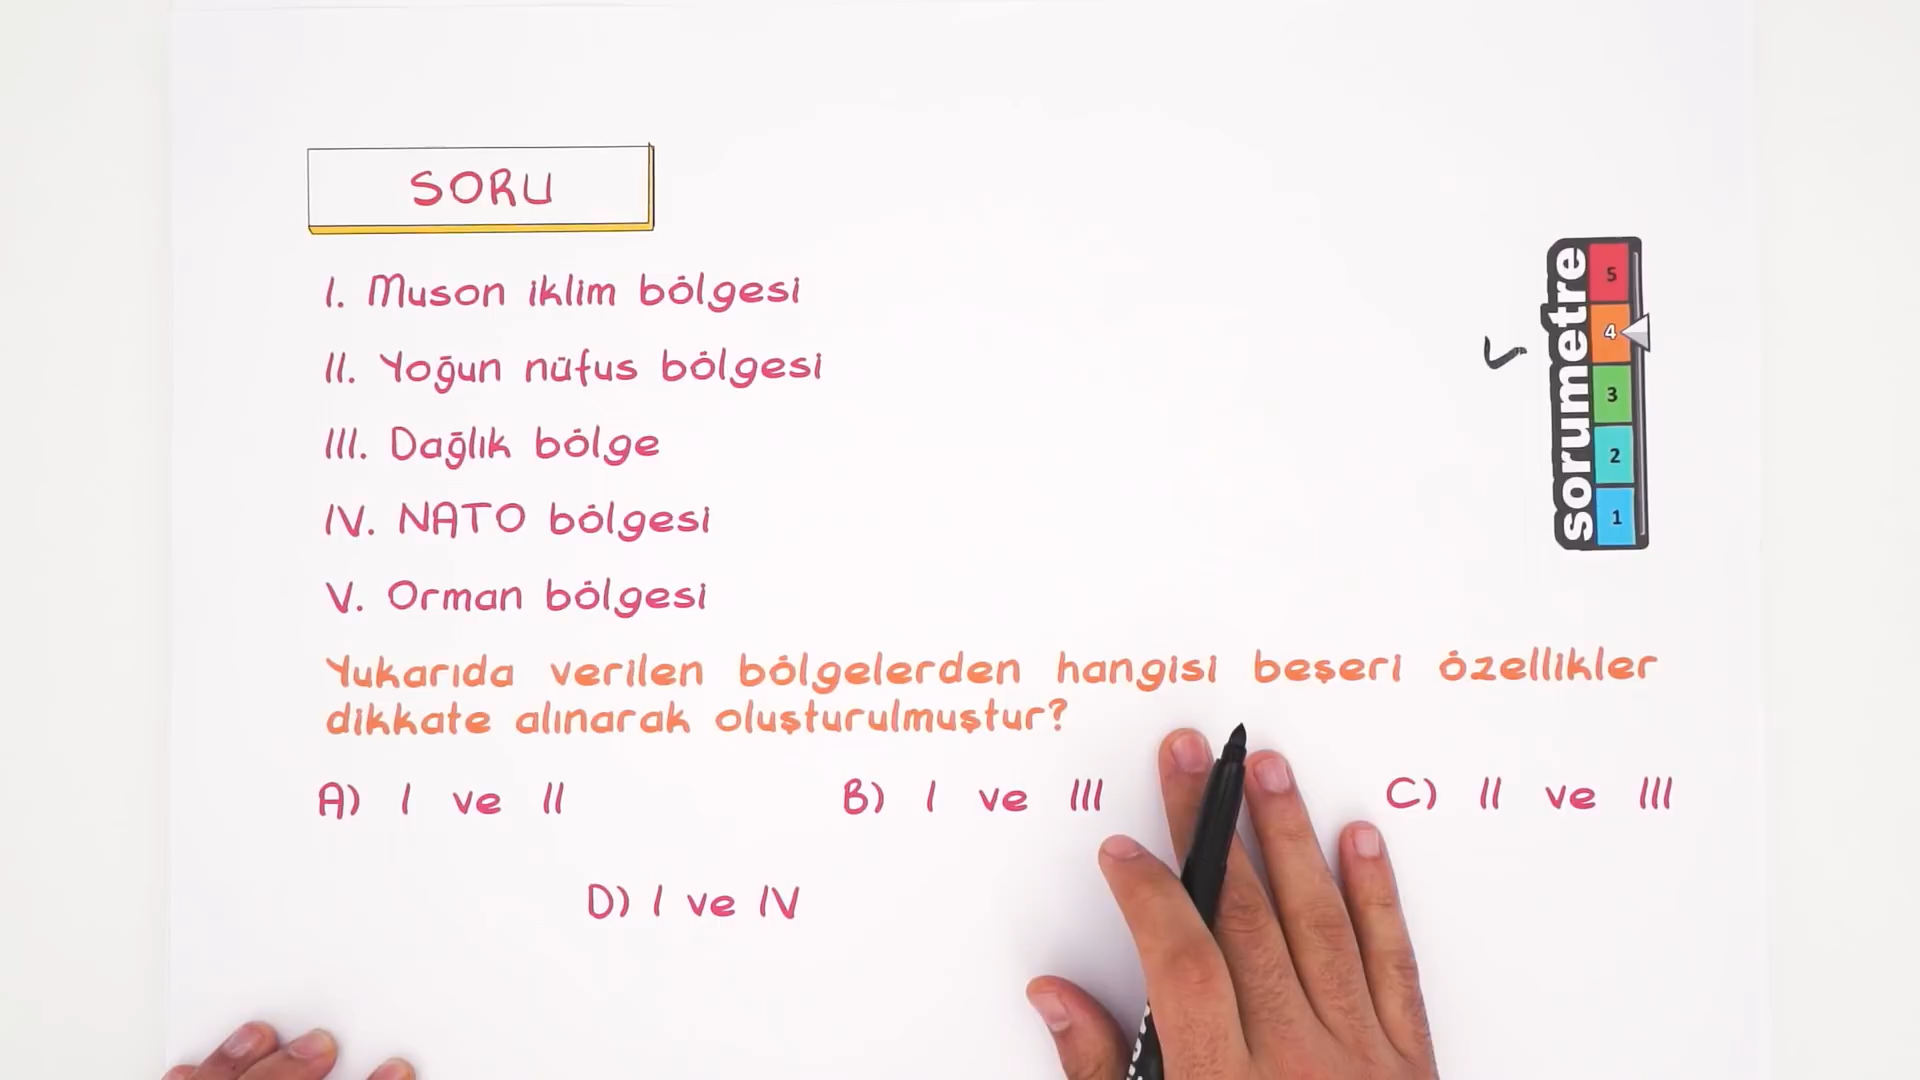 SORU
I. Muson iklim bölgesi
II. Yoğun nüfus bölgesi
III. Dağlık bölge
IV. NATO bölgesi
V. Orman bölgesi
Yukarıda verilen bölgelerden hangisi beşeri özellikler
dikkate alınarak oluşturulmuştur?
A) I ve II
B) I ve III
C) II ve III
D) I ve IV
sorumetre
5
4
3
2
1